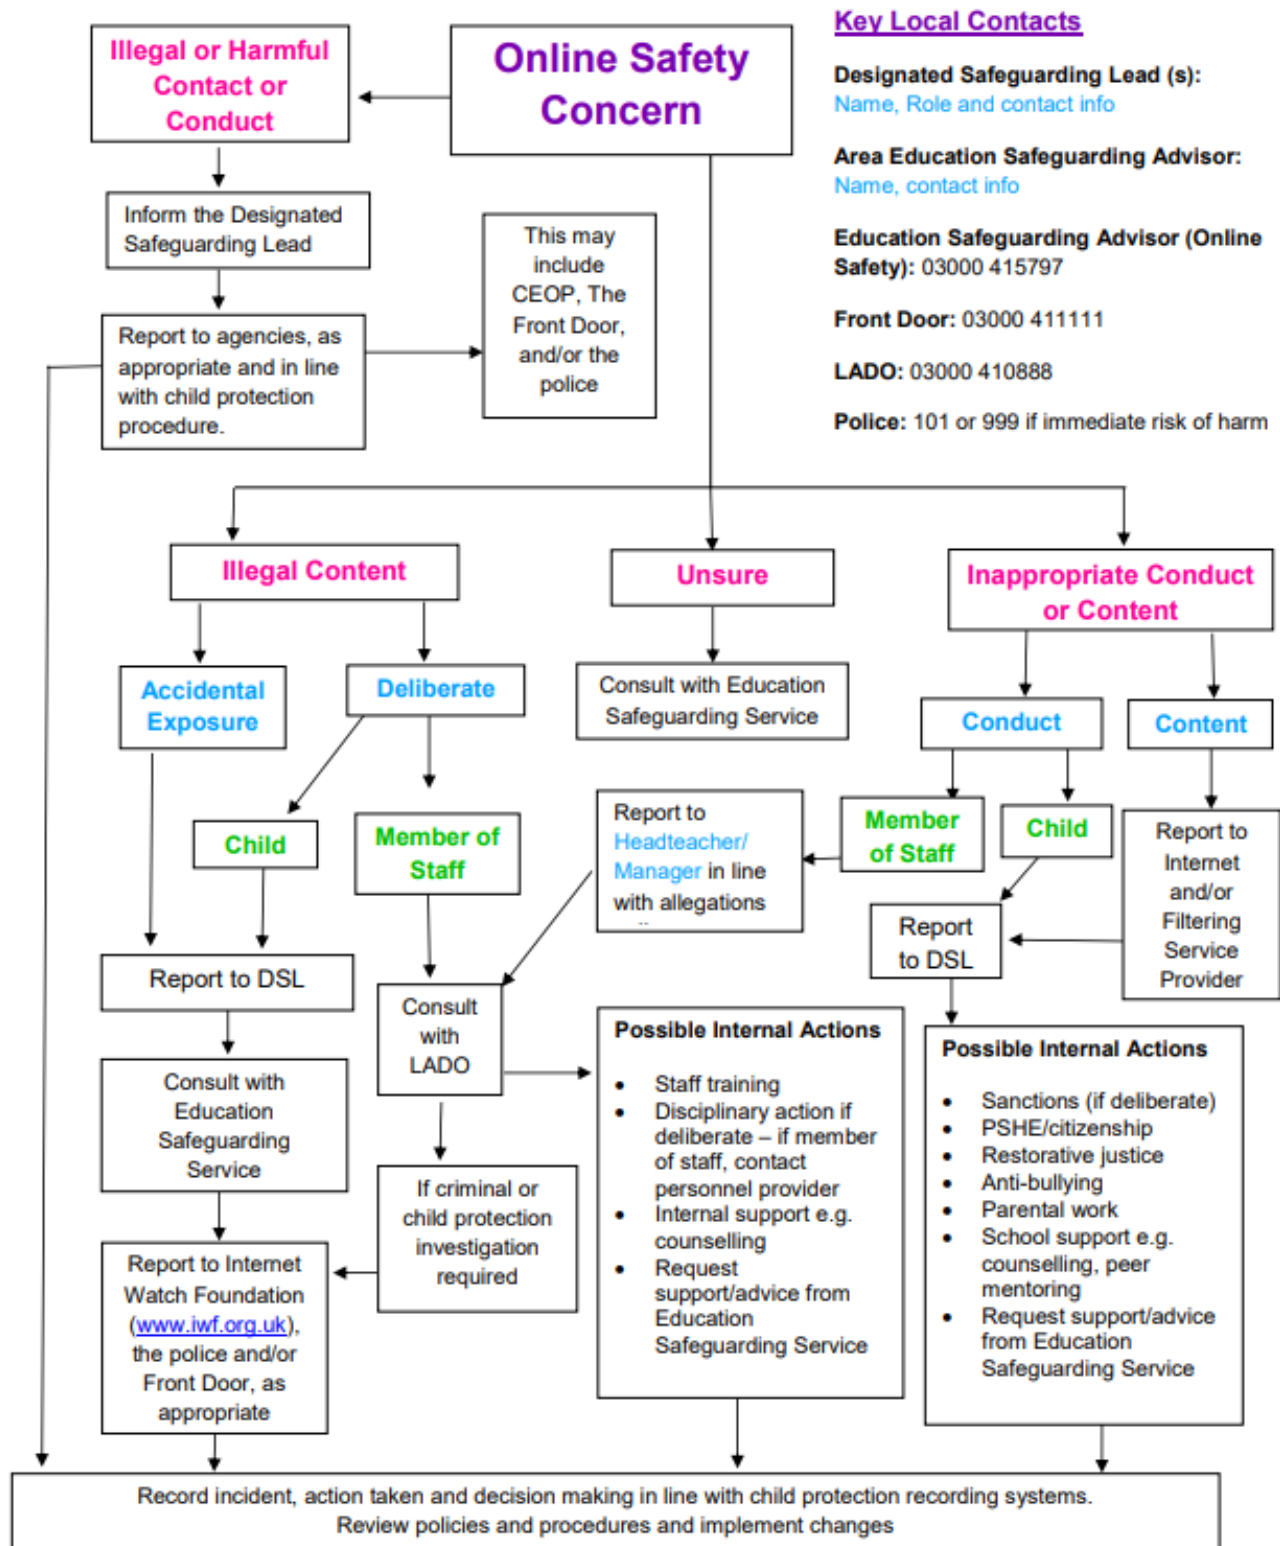 Key Local Contacts
Designated Safeguarding Lead (s):
Name, Role and contact info
Area Education Safeguarding Advisor:
Name, contact info
Education Safeguarding Advisor (Online
Safety): 03000 415797
Front Door: 03000 411111
LADO: 03000 410888
Police: 101 or 999 if immediate risk of harm
Online Safety
Concern
Illegal or Harmful
Contact or
Conduct
Inform the Designated
Safeguarding Lead
Report to agencies, as
appropriate and in line
with child protection
procedure.
This may
include
CEOP, The
Front Door,
and/or the
police
Illegal Content
Unsure
Inappropriate Conduct
or Content
Accidental
Exposure
Deliberate
Consult with Education
Safeguarding Service
Conduct
Content
Child
Member of
Staff
Report to
Headteacher/
Manager in line
with allegations
Member
of Staff
Child
Report to
Internet
and/or
Filtering
Service
Provider
Report to DSL
Consult
with
LADO
Report
to DSL
Consult with
Education
Safeguarding
Service
If criminal or
child protection
investigation
required
Report to Internet
Watch Foundation
(www.iwf.org.uk),
the police and/or
Front Door, as
appropriate
Possible Internal Actions
• Staff training
• Disciplinary action if
deliberate – if member
of staff, contact
personnel provider
• Internal support e.g.
counselling
• Request
support/advice from
Education
Safeguarding Service
Possible Internal Actions
• Sanctions (if deliberate)
• PSHE/citizenship
• Restorative justice
• Anti-bullying
• Parental work
• School support e.g.
counselling, peer
mentoring
• Request support/advice
from Education
Safeguarding Service
Record incident, action taken and decision making in line with child protection recording systems.
Review policies and procedures and implement changes